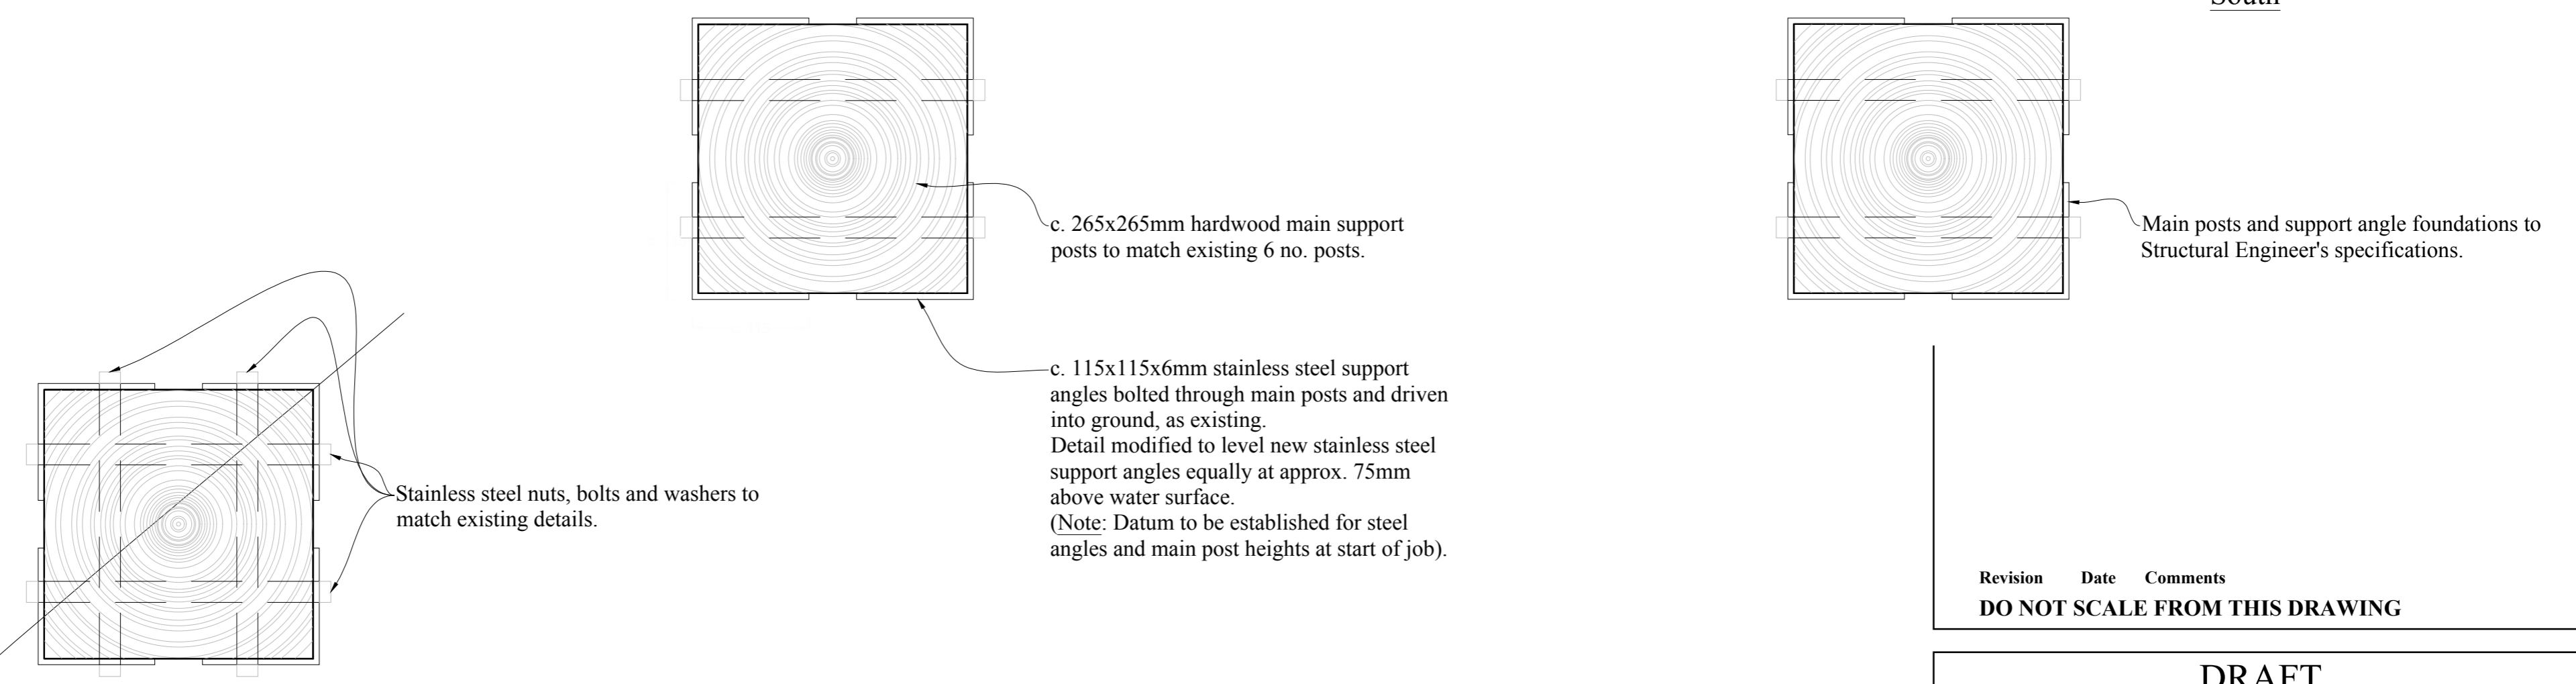 South
c. 265x265mm hardwood main support
posts to match existing 6 no. posts.
Main posts and support angle foundations to
Structural Engineer's specifications.
c. 115x115x6mm stainless steel support
angles bolted through main posts and driven
into ground, as existing.
Detail modified to level new stainless steel
support angles equally at approx. 75mm
above water surface.
(Note: Datum to be established for steel
angles and main post heights at start of job).
Stainless steel nuts, bolts and washers to
match existing details.
Revision Date Comments
DO NOT SCALE FROM THIS DRAWING
DRAFT